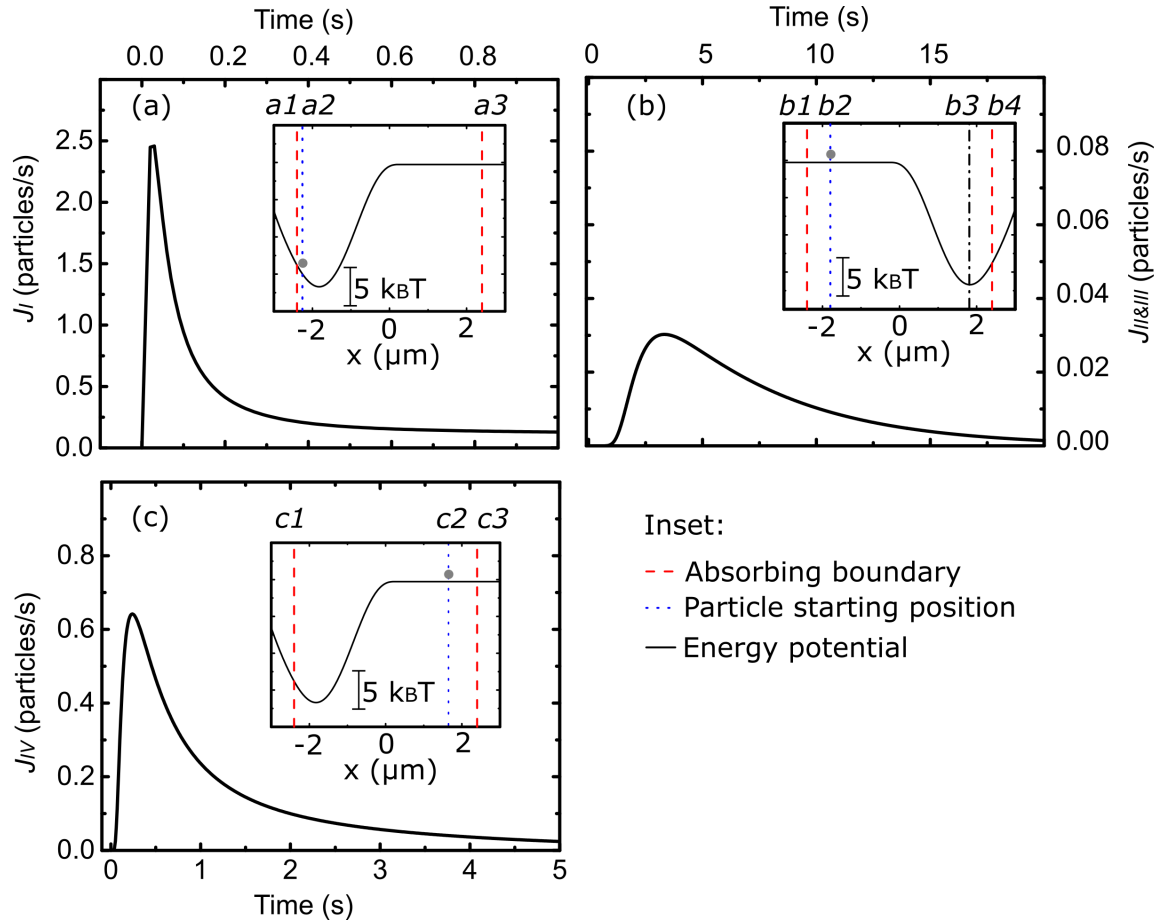 Time (s)
0.0 0.2 0.4 0.6 0.8
(a)
a1 a2 a3
2.5
2.0
1.5
1.0
0.5
0.0
J_I (particles/s)
5 kBT
-2 0 2
x (μm)
Time (s)
0 5 10 15
(b)
b1 b2 b3 b4
0.08
0.06
0.04
0.02
0.00
J_II&III (particles/s)
5 kBT
-2 0 2
x (μm)
(c)
c1 c2 c3
0.8
0.6
0.4
0.2
0.0
J_IV (particles/s)
5 kBT
-2 0 2
x (μm)
0 1 2 3 4 5
Time (s)
Inset:
Absorbing boundary
Particle starting position
Energy potential